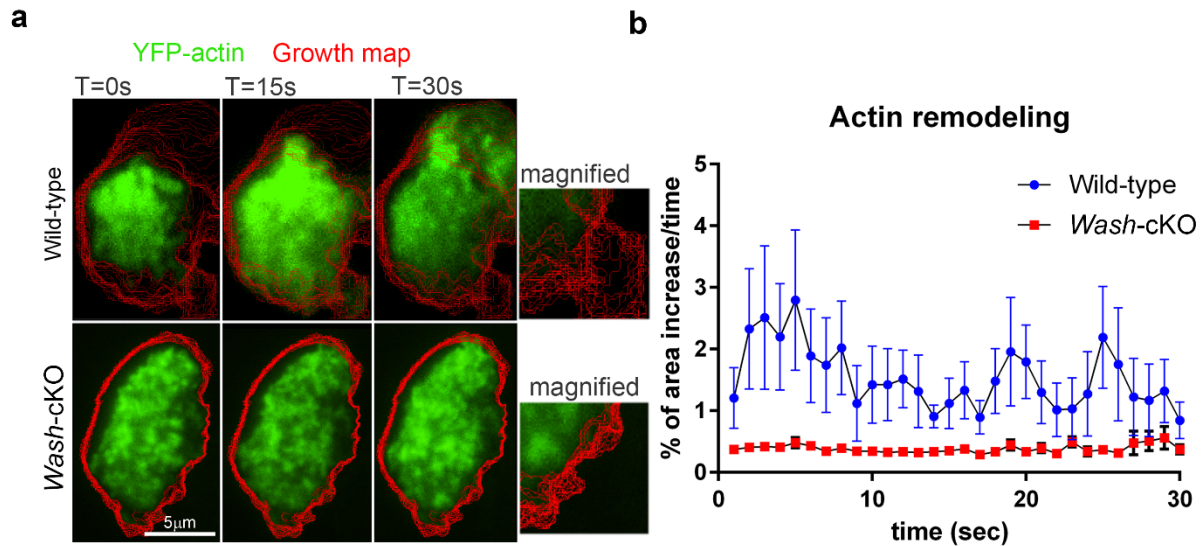 a
YFP-actin Growth map
T=0s T=15s T=30s
Wild-type
magnified
Wash-cKO
magnified
5µm
b
Actin remodeling
% of area increase/time
5
4
3
2
1
0
Wild-type
Wash-cKO
0 10 20 30
time (sec)